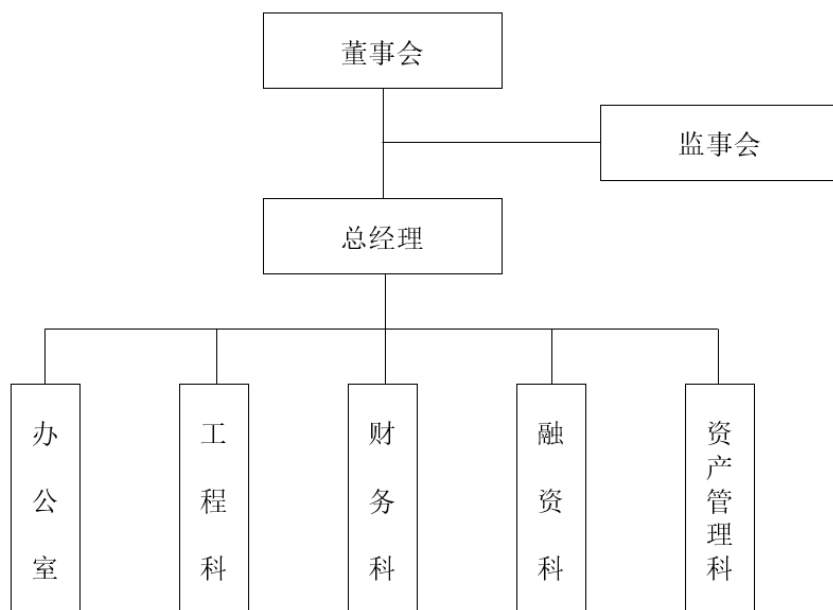 董事会
监事会
总经理
办公室
工程科
财务科
融资科
资产管理科